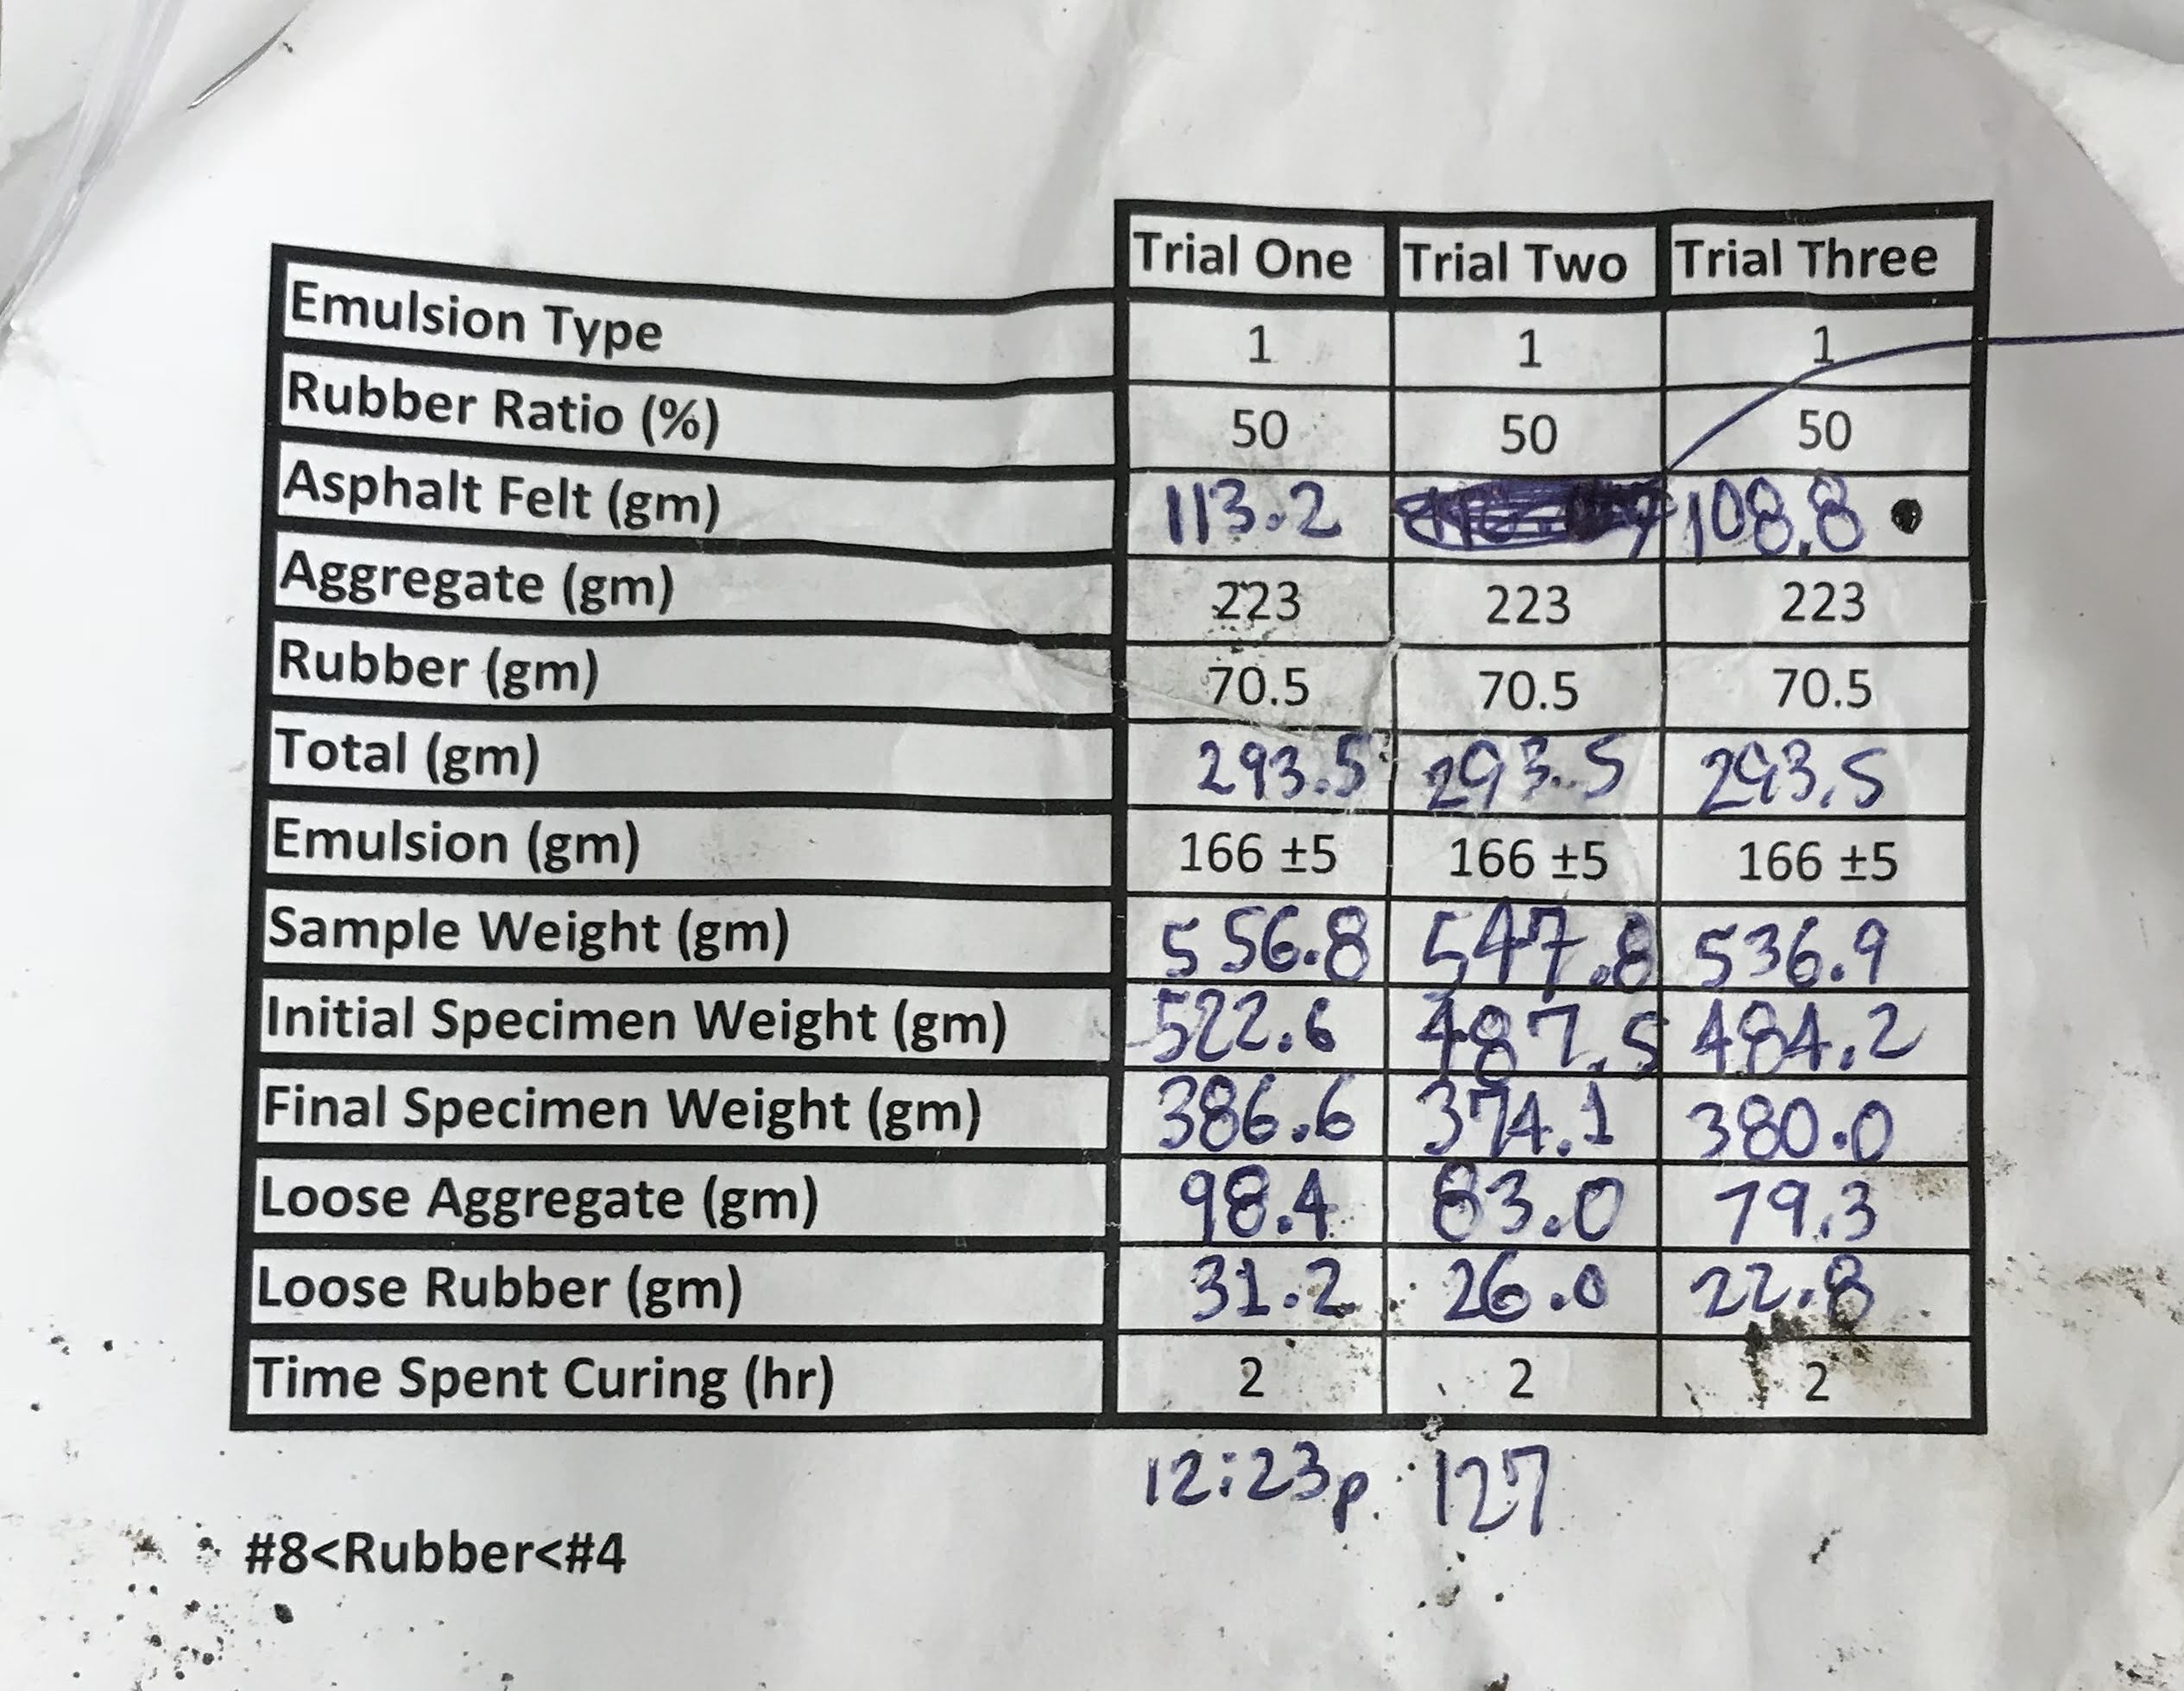 Trial One Trial Two Trial Three
Emulsion Type 1 1 1
Rubber Ratio (%) 50 50 50
Asphalt Felt (gm) 113.2 108.8
Aggregate (gm) 223 223 223
Rubber (gm) 70.5 70.5 70.5
Total (gm) 293.5 293.5 293.5
Emulsion (gm) 166 ±5 166 ±5 166 ±5
Sample Weight (gm) 556.8 547.8 536.9
Initial Specimen Weight (gm) 522.6 487.5 484.2
Final Specimen Weight (gm) 386.6 374.1 380.0
Loose Aggregate (gm) 98.4 83.0 79.3
Loose Rubber (gm) 31.2 26.0 22.8
Time Spent Curing (hr) 2 2 2
12:23p. 127
#8<Rubber<#4